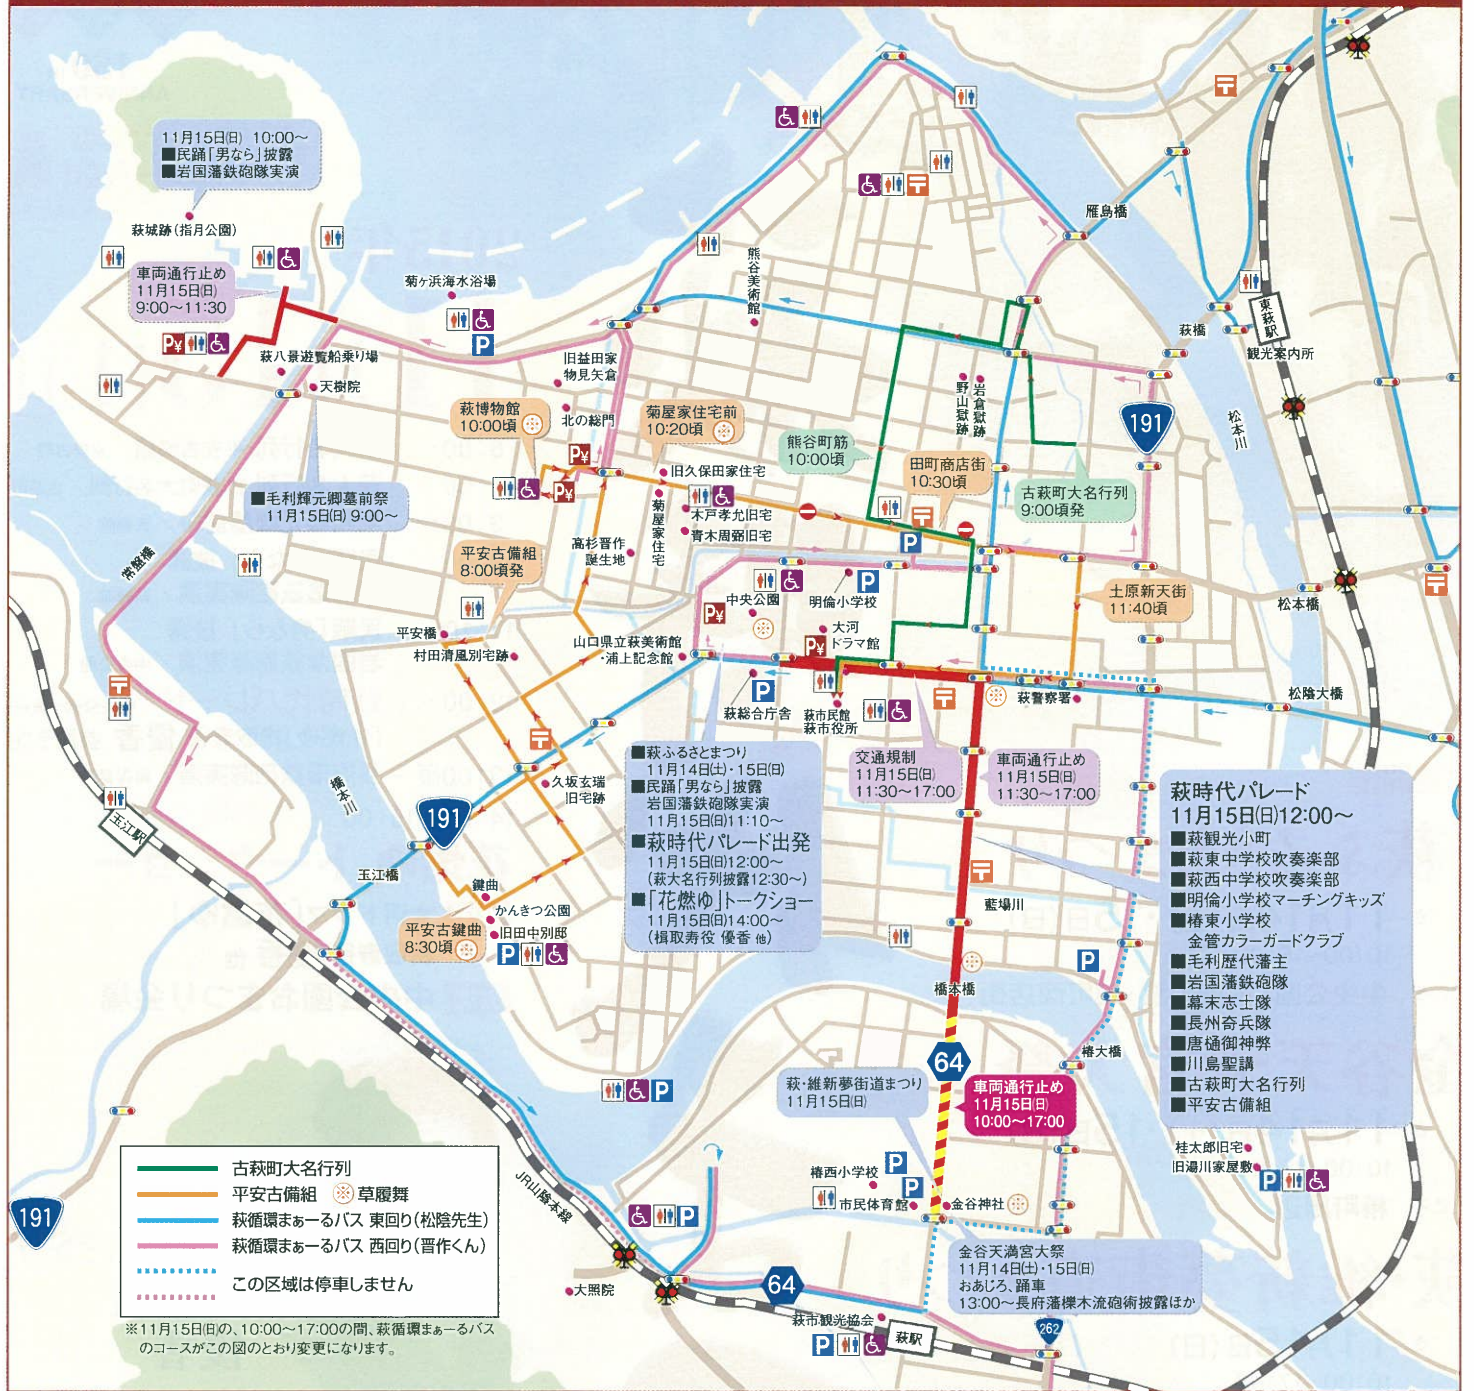 11月15日(日) 10:00～
■民踊「男なら」披露
■岩国藩鉄砲隊実演
萩城跡(指月公園)
車両通行止め
11月15日(日)
9:00～11:30
萩八景遊覧船乗り場
天樹院
菊ヶ浜海水浴場
旧益田家
物見矢倉
北の総門
熊谷美術館
雁島橋
萩橋
東萩駅
観光案内所
松本川
191
野山獄跡
岩倉獄跡
萩博物館
10:00頃
菊屋家住宅前
10:20頃
熊谷町筋
10:00頃
田町商店街
10:30頃
古萩町大名行列
9:00頃発
旧久保田家住宅
菊屋家住宅
木戸孝允旧宅
青木周弼旧宅
高杉晋作
誕生地
■毛利輝元卿墓前祭
11月15日(日) 9:00～
常盤橋
平安古備組
8:00頃発
平安橋
村田清風別宅跡
山口県立萩美術館
・浦上記念館
中央公園
明倫小学校
大河
ドラマ館
土原新天街
11:40頃
松本橋
松陰大橋
萩警察署
萩総合庁舎
萩市民館
萩市役所
橋本川
玉江駅
191
久坂玄瑞
旧宅跡
玉江橋
鍵曲
かんきつ公園
旧田中別邸
平安古鍵曲
8:30頃
■萩ふるさとまつり
11月14日(土)・15日(日)
■民踊「男なら」披露
岩国藩鉄砲隊実演
11月15日(日)11:10～
■萩時代パレード出発
11月15日(日)12:00～
(萩大名行列披露12:30～)
■「花燃ゆ」トークショー
11月15日(日)14:00～
(楫取寿役 優香 他)
交通規制
11月15日(日)
11:30～17:00
車両通行止め
11月15日(日)
11:30～17:00
藍場川
橋本橋
萩時代パレード
11月15日(日)12:00～
■萩観光小町
■萩東中学校吹奏楽部
■萩西中学校吹奏楽部
■明倫小学校マーチングキッズ
■椿東小学校
金管カラーガードクラブ
■毛利歴代藩主
■岩国藩鉄砲隊
■幕末志士隊
■長州奇兵隊
■唐樋御神幣
■川島聖講
■古萩町大名行列
■平安古備組
椿大橋
64
車両通行止め
11月15日(日)
10:00～17:00
萩・維新夢街道まつり
11月15日(日)
桂太郎旧宅
旧湯川家屋敷
椿西小学校
市民体育館
金谷神社
金谷天満宮大祭
11月14日(土)・15日(日)
おあじろ、踊車
13:00～長府藩櫟木流砲術披露ほか
JR山陰本線
大照院
64
萩市観光協会
萩駅
262
191
古萩町大名行列
平安古備組 草履舞
萩循環まぁーるバス 東回り(松陰先生)
萩循環まぁーるバス 西回り(晋作くん)
この区域は停車しません
※11月15日(日)の、10:00～17:00の間、萩循環まぁーるバス
のコースがこの図のとおり変更になります。